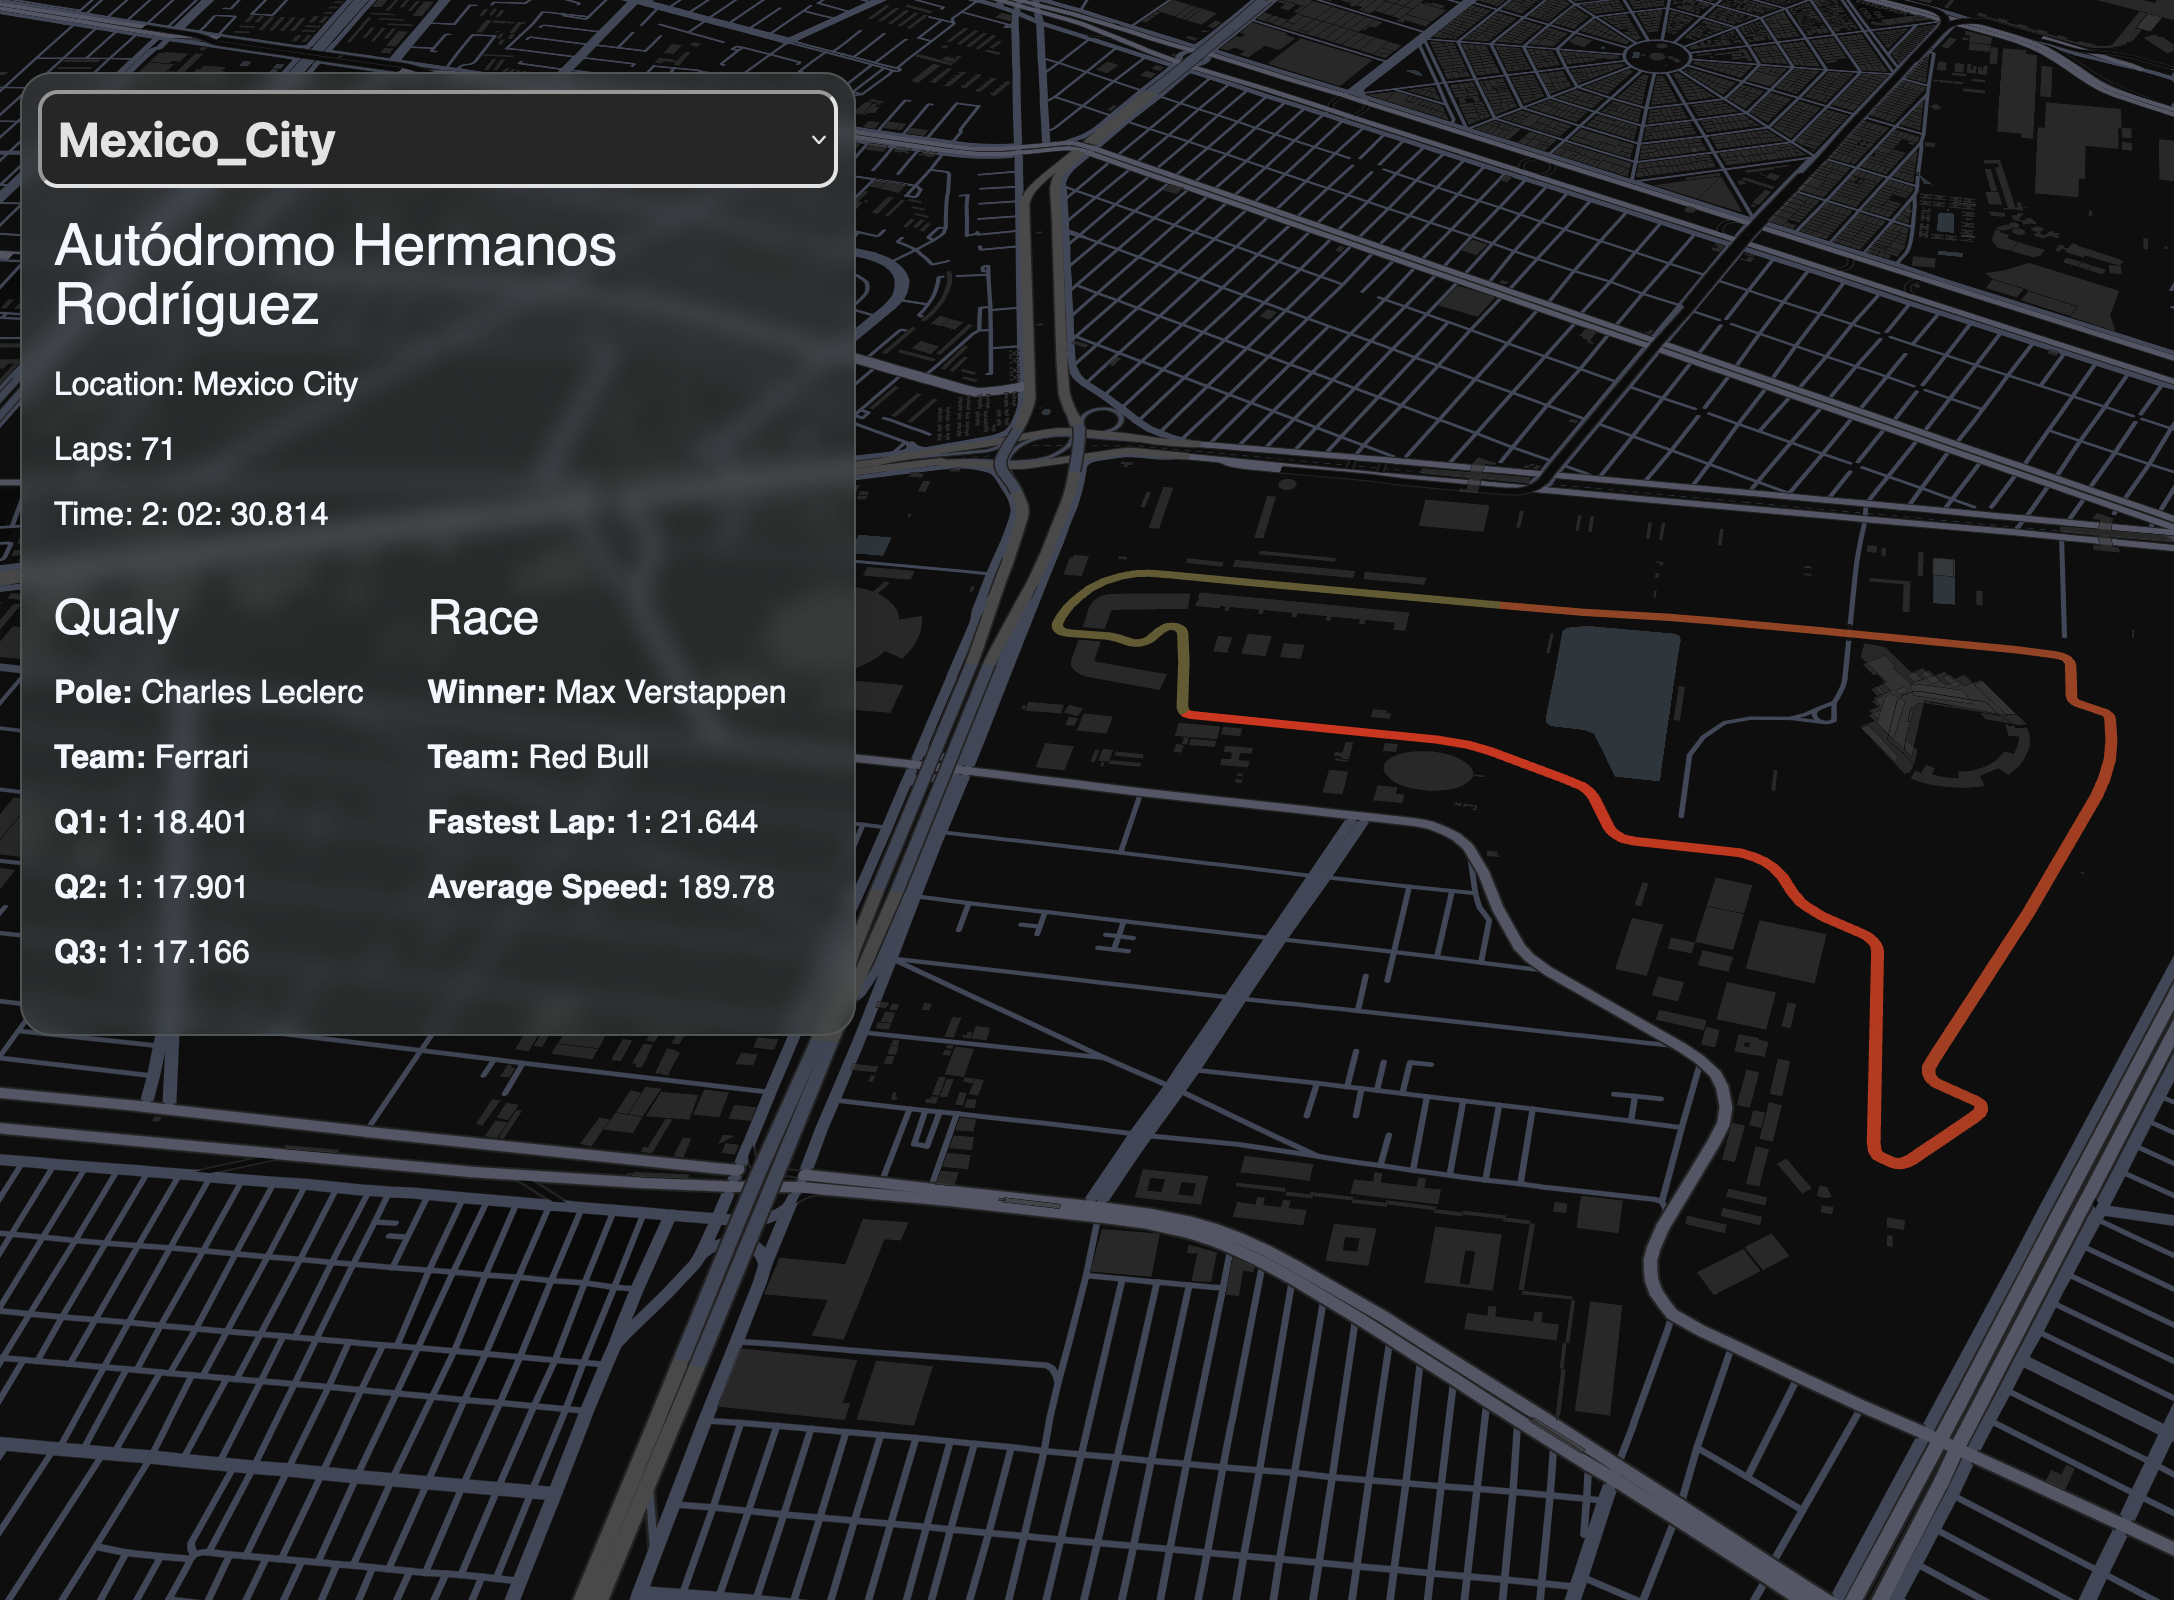 Mexico_City
Autódromo Hermanos
Rodríguez
Location: Mexico City
Laps: 71
Time: 2: 02: 30.814
Qualy
Pole: Charles Leclerc
Team: Ferrari
Q1: 1: 18.401
Q2: 1: 17.901
Q3: 1: 17.166
Race
Winner: Max Verstappen
Team: Red Bull
Fastest Lap: 1: 21.644
Average Speed: 189.78